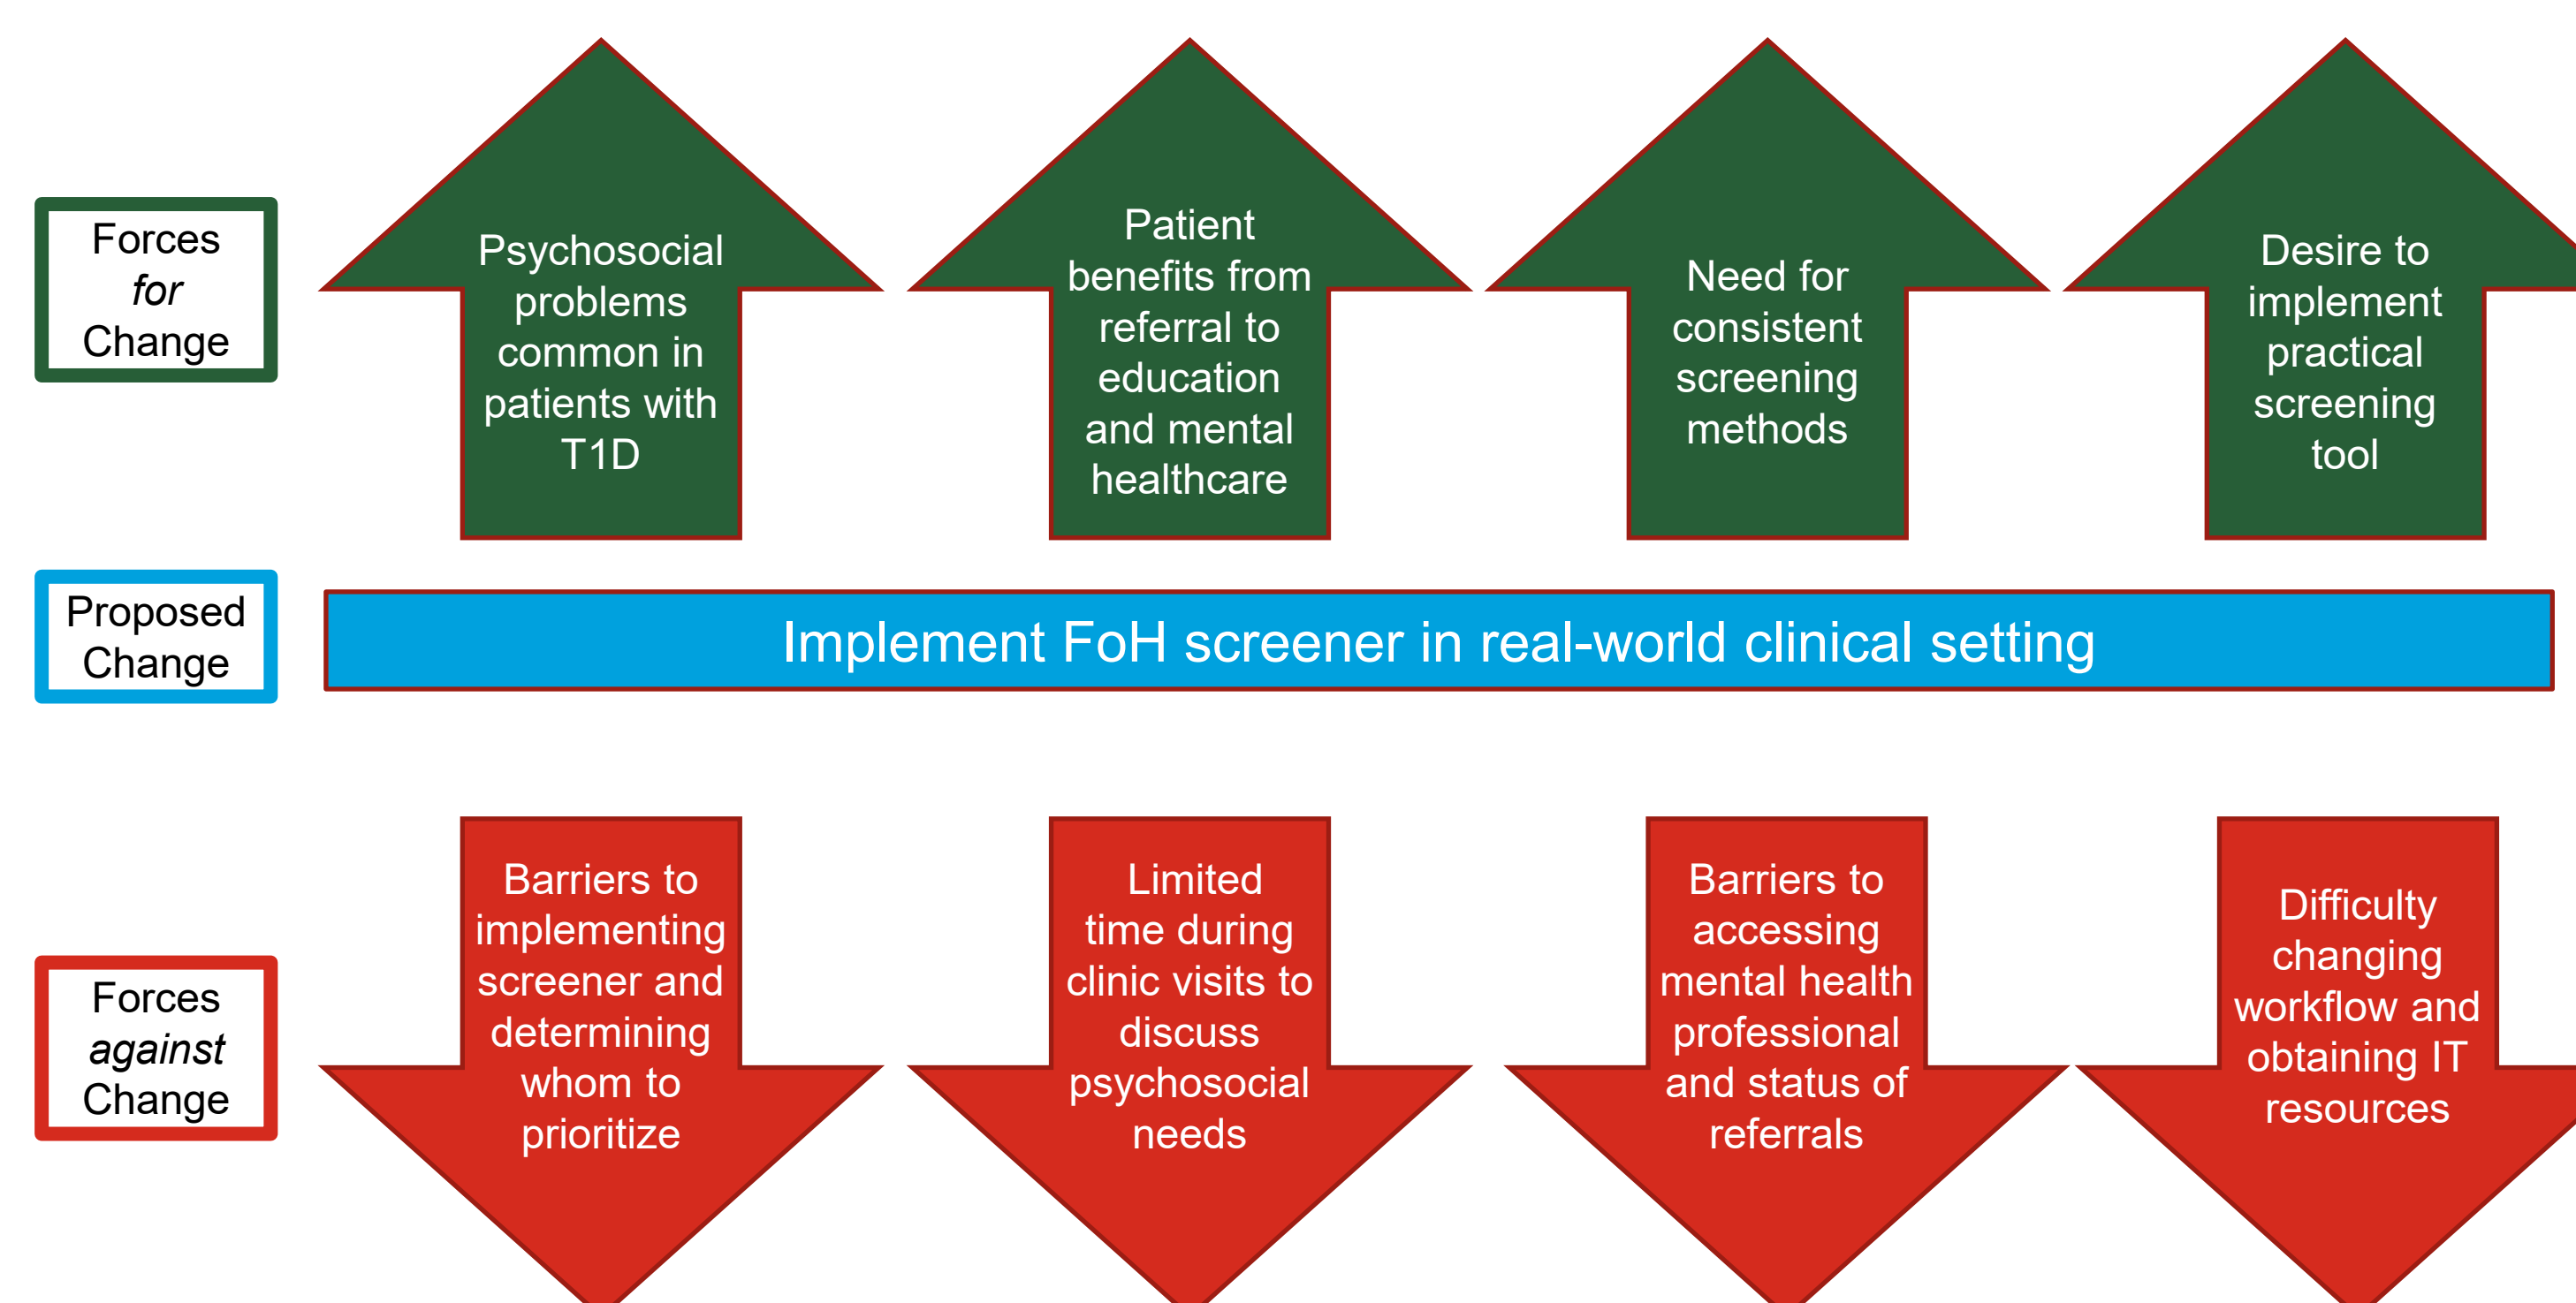 Forces
for
Change
Psychosocial
problems
common in
patients with
T1D
Patient
benefits from
referral to
education
and mental
healthcare
Need for
consistent
screening
methods
Desire to
implement
practical
screening
tool
Proposed
Change
Implement FoH screener in real-world clinical setting
Forces
against
Change
Barriers to
implementing
screener and
determining
whom to
prioritize
Limited
time during
clinic visits to
discuss
psychosocial
needs
Barriers to
accessing
mental health
professional
and status of
referrals
Difficulty
changing
workflow and
obtaining IT
resources